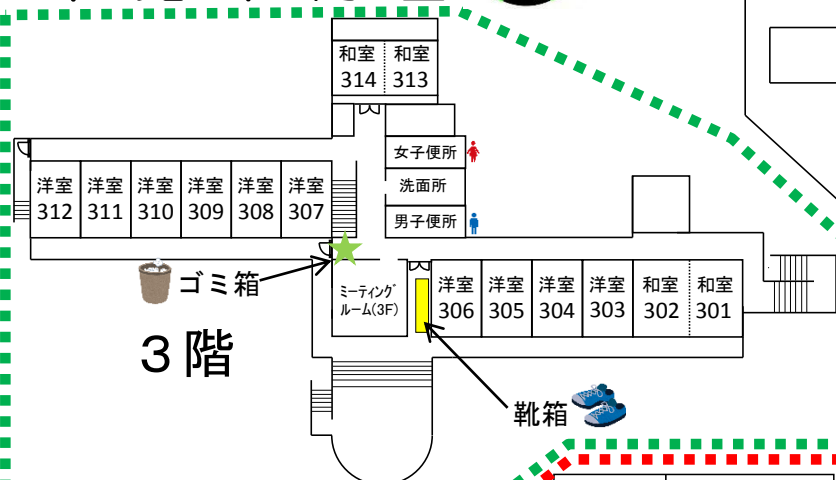 和室 和室
314 313
女子便所
洗面所
男子便所
洋室 洋室 洋室 洋室 洋室 洋室
312 311 310 309 308 307
ゴミ箱
ミーティング
ルーム(3F)
洋室 洋室 洋室 洋室 和室 和室
306 305 304 303 302 301
3階
靴箱